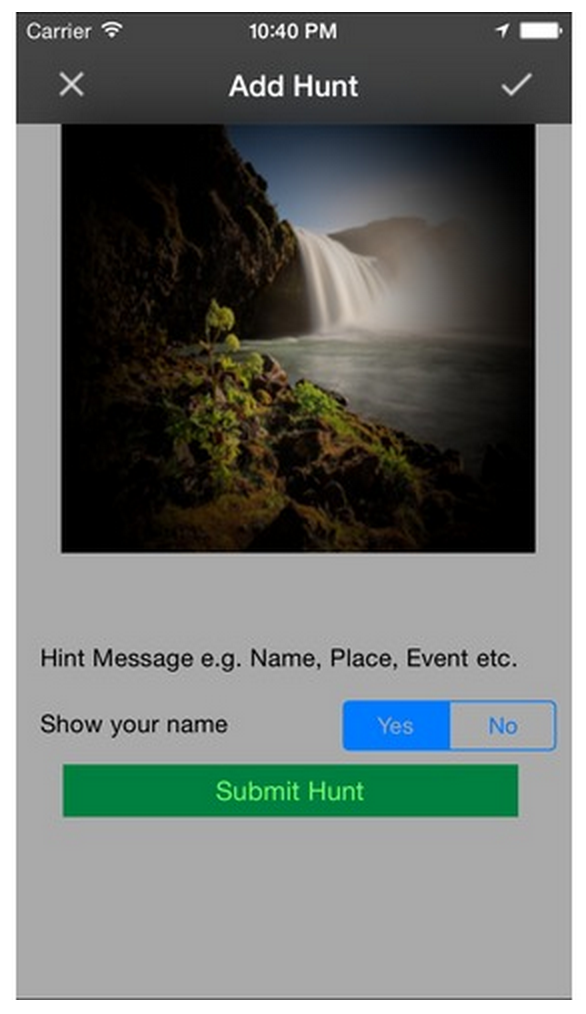 Carrier 10:40 PM
Add Hunt
Hint Message e.g. Name, Place, Event etc.
Show your name Yes No
Submit Hunt